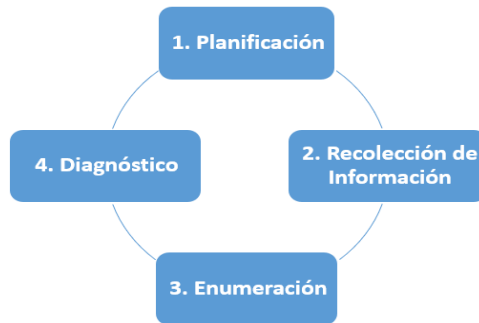 1. Planificación
2. Recolección de
Información
3. Enumeración
4. Diagnóstico